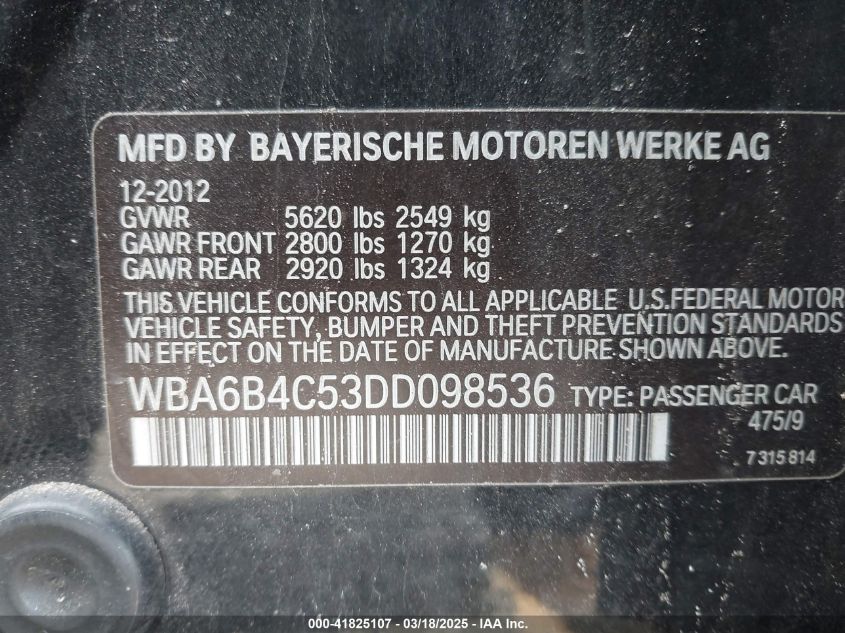 MFD BY BAYERISCHE MOTOREN WERKE AG
12-2012
GVWR 5620 lbs 2549 kg
GAWR FRONT 2800 lbs 1270 kg
GAWR REAR 2920 lbs 1324 kg
THIS VEHICLE CONFORMS TO ALL APPLICABLE U.S.FEDERAL MOTOR
VEHICLE SAFETY, BUMPER AND THEFT PREVENTION STANDARDS
IN EFFECT ON THE DATE OF MANUFACTURE SHOWN ABOVE.
WBA6B4C53DD098536 TYPE: PASSENGER CAR
475/9
7 315 814
000-41825107 - 03/18/2025 - IAA Inc.